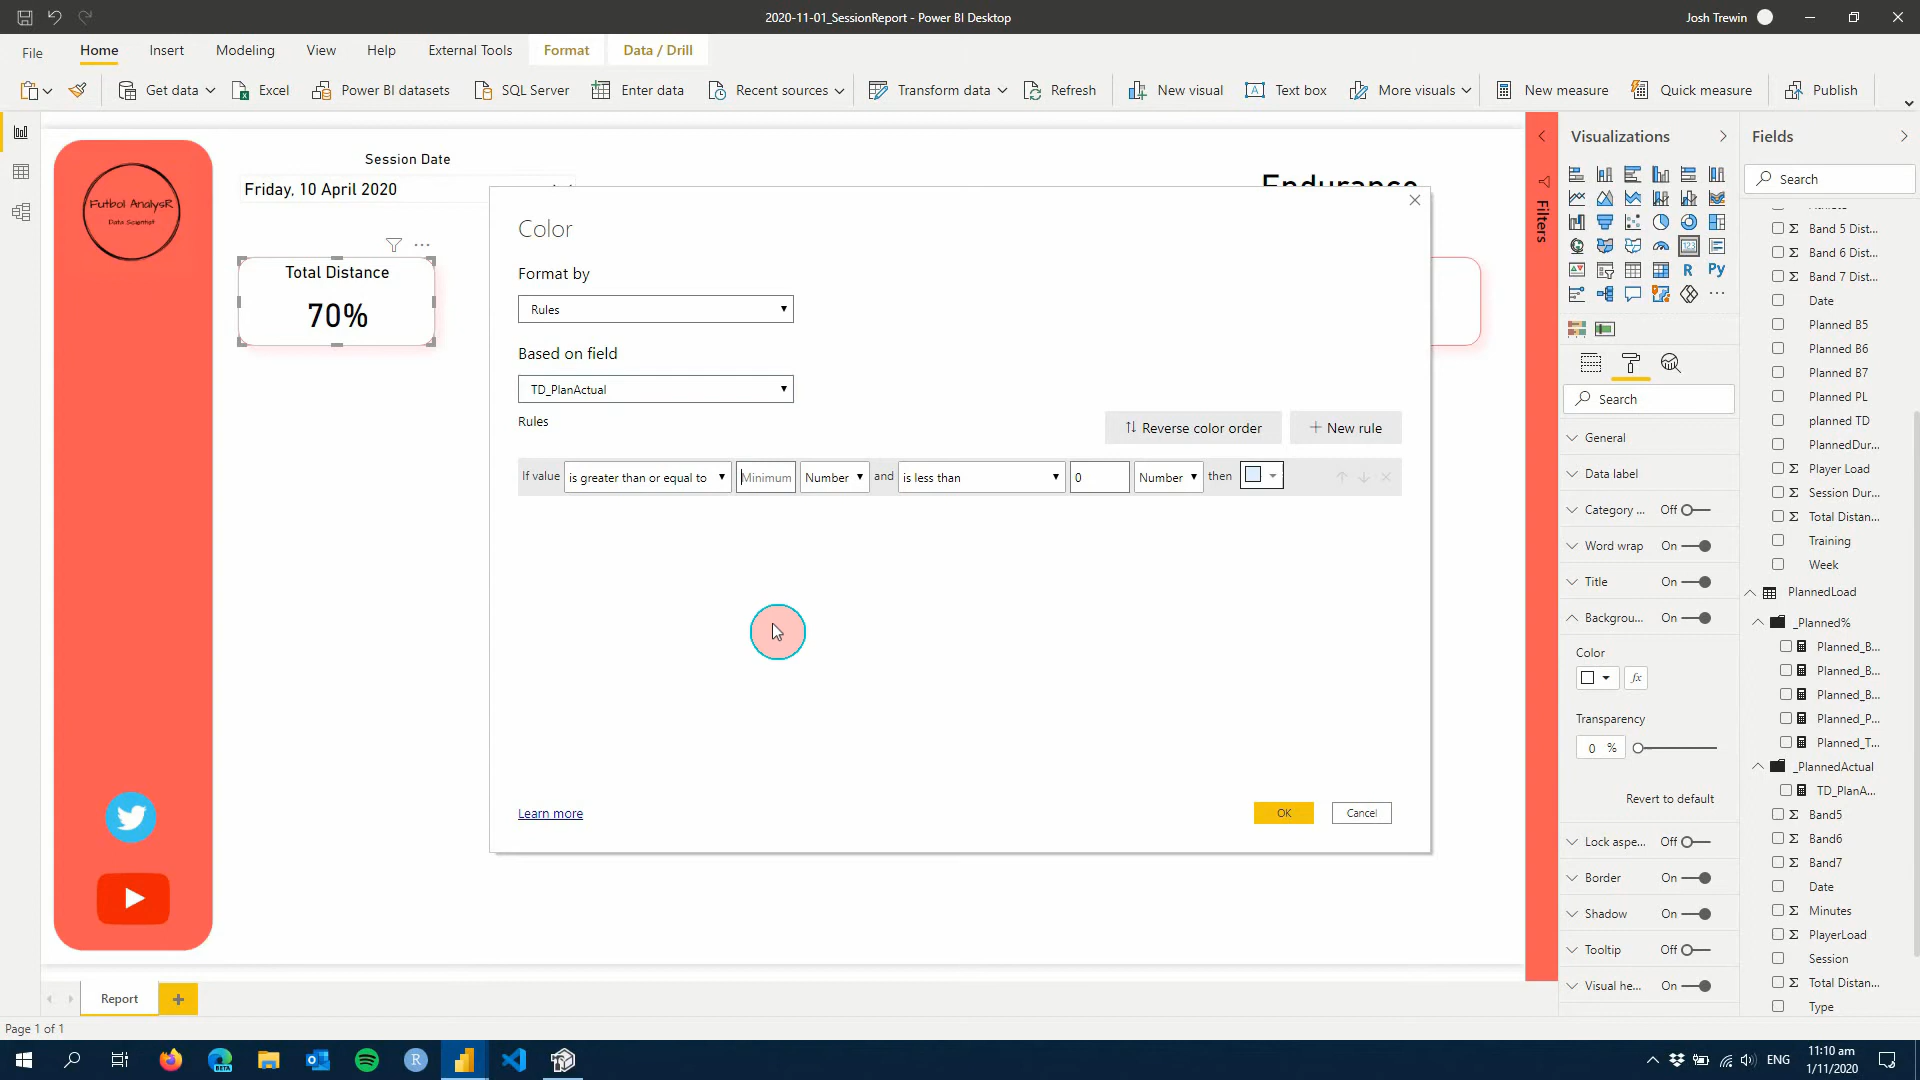 2020-11-01_SessionReport - Power BI Desktop
Josh Trewin
File
Home
Insert
Modeling
View
Help
External Tools
Format
Data / Drill
Get data
Excel
Power BI datasets
SQL Server
Enter data
Recent sources
Transform data
Refresh
New visual
Text box
More visuals
New measure
Quick measure
Publish
Futbol AnalysR
Data Scientist
Session Date
Friday, 10 April 2020
Endurance
Total Distance
70%
Color
Format by
Rules
Based on field
TD_PlanActual
Rules
Reverse color order
New rule
If value
is greater than or equal to
Minimum
Number
and
is less than
0
Number
then
Learn more
OK
Cancel
Filters
Visualizations
R
Py
123
Search
General
Data label
Category ...
Off
Word wrap
On
Title
On
Backgrou...
On
Color
fx
Transparency
0 %
Revert to default
Lock aspe...
Off
Border
On
Shadow
On
Tooltip
Off
Visual he...
On
Fields
Search
Band 5 Dist...
Band 6 Dist...
Band 7 Dist...
Date
Planned B5
Planned B6
Planned B7
Planned PL
planned TD
PlannedDur...
Player Load
Session Dur...
Total Distan...
Training
Week
PlannedLoad
_Planned%
Planned_B...
Planned_B...
Planned_B...
Planned_P...
Planned_T...
_PlannedActual
TD_PlanA...
Band5
Band6
Band7
Date
Minutes
PlayerLoad
Session
Total Distan...
Type
Report
Page 1 of 1
BETA
R
ENG
11:10 am
1/11/2020